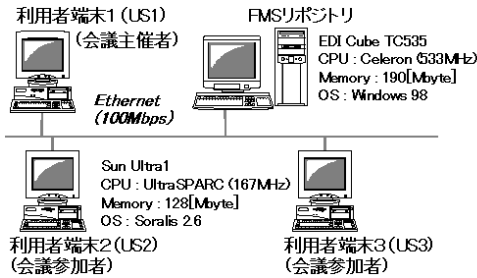 利用者端末1(US1)
(会議主催者)
FMSリポジトリ
EDI Cube TC535
CPU : Celeron (533MHz)
Memory : 190[Mbyte]
OS : Windows 98
Ethernet
(100Mbps)
Sun Ultra1
CPU : UltraSPARC (167MHz)
Memory : 128[Mbyte]
OS : Soralis 2.6
利用者端末2(US2)
(会議参加者)
利用者端末3(US3)
(会議参加者)